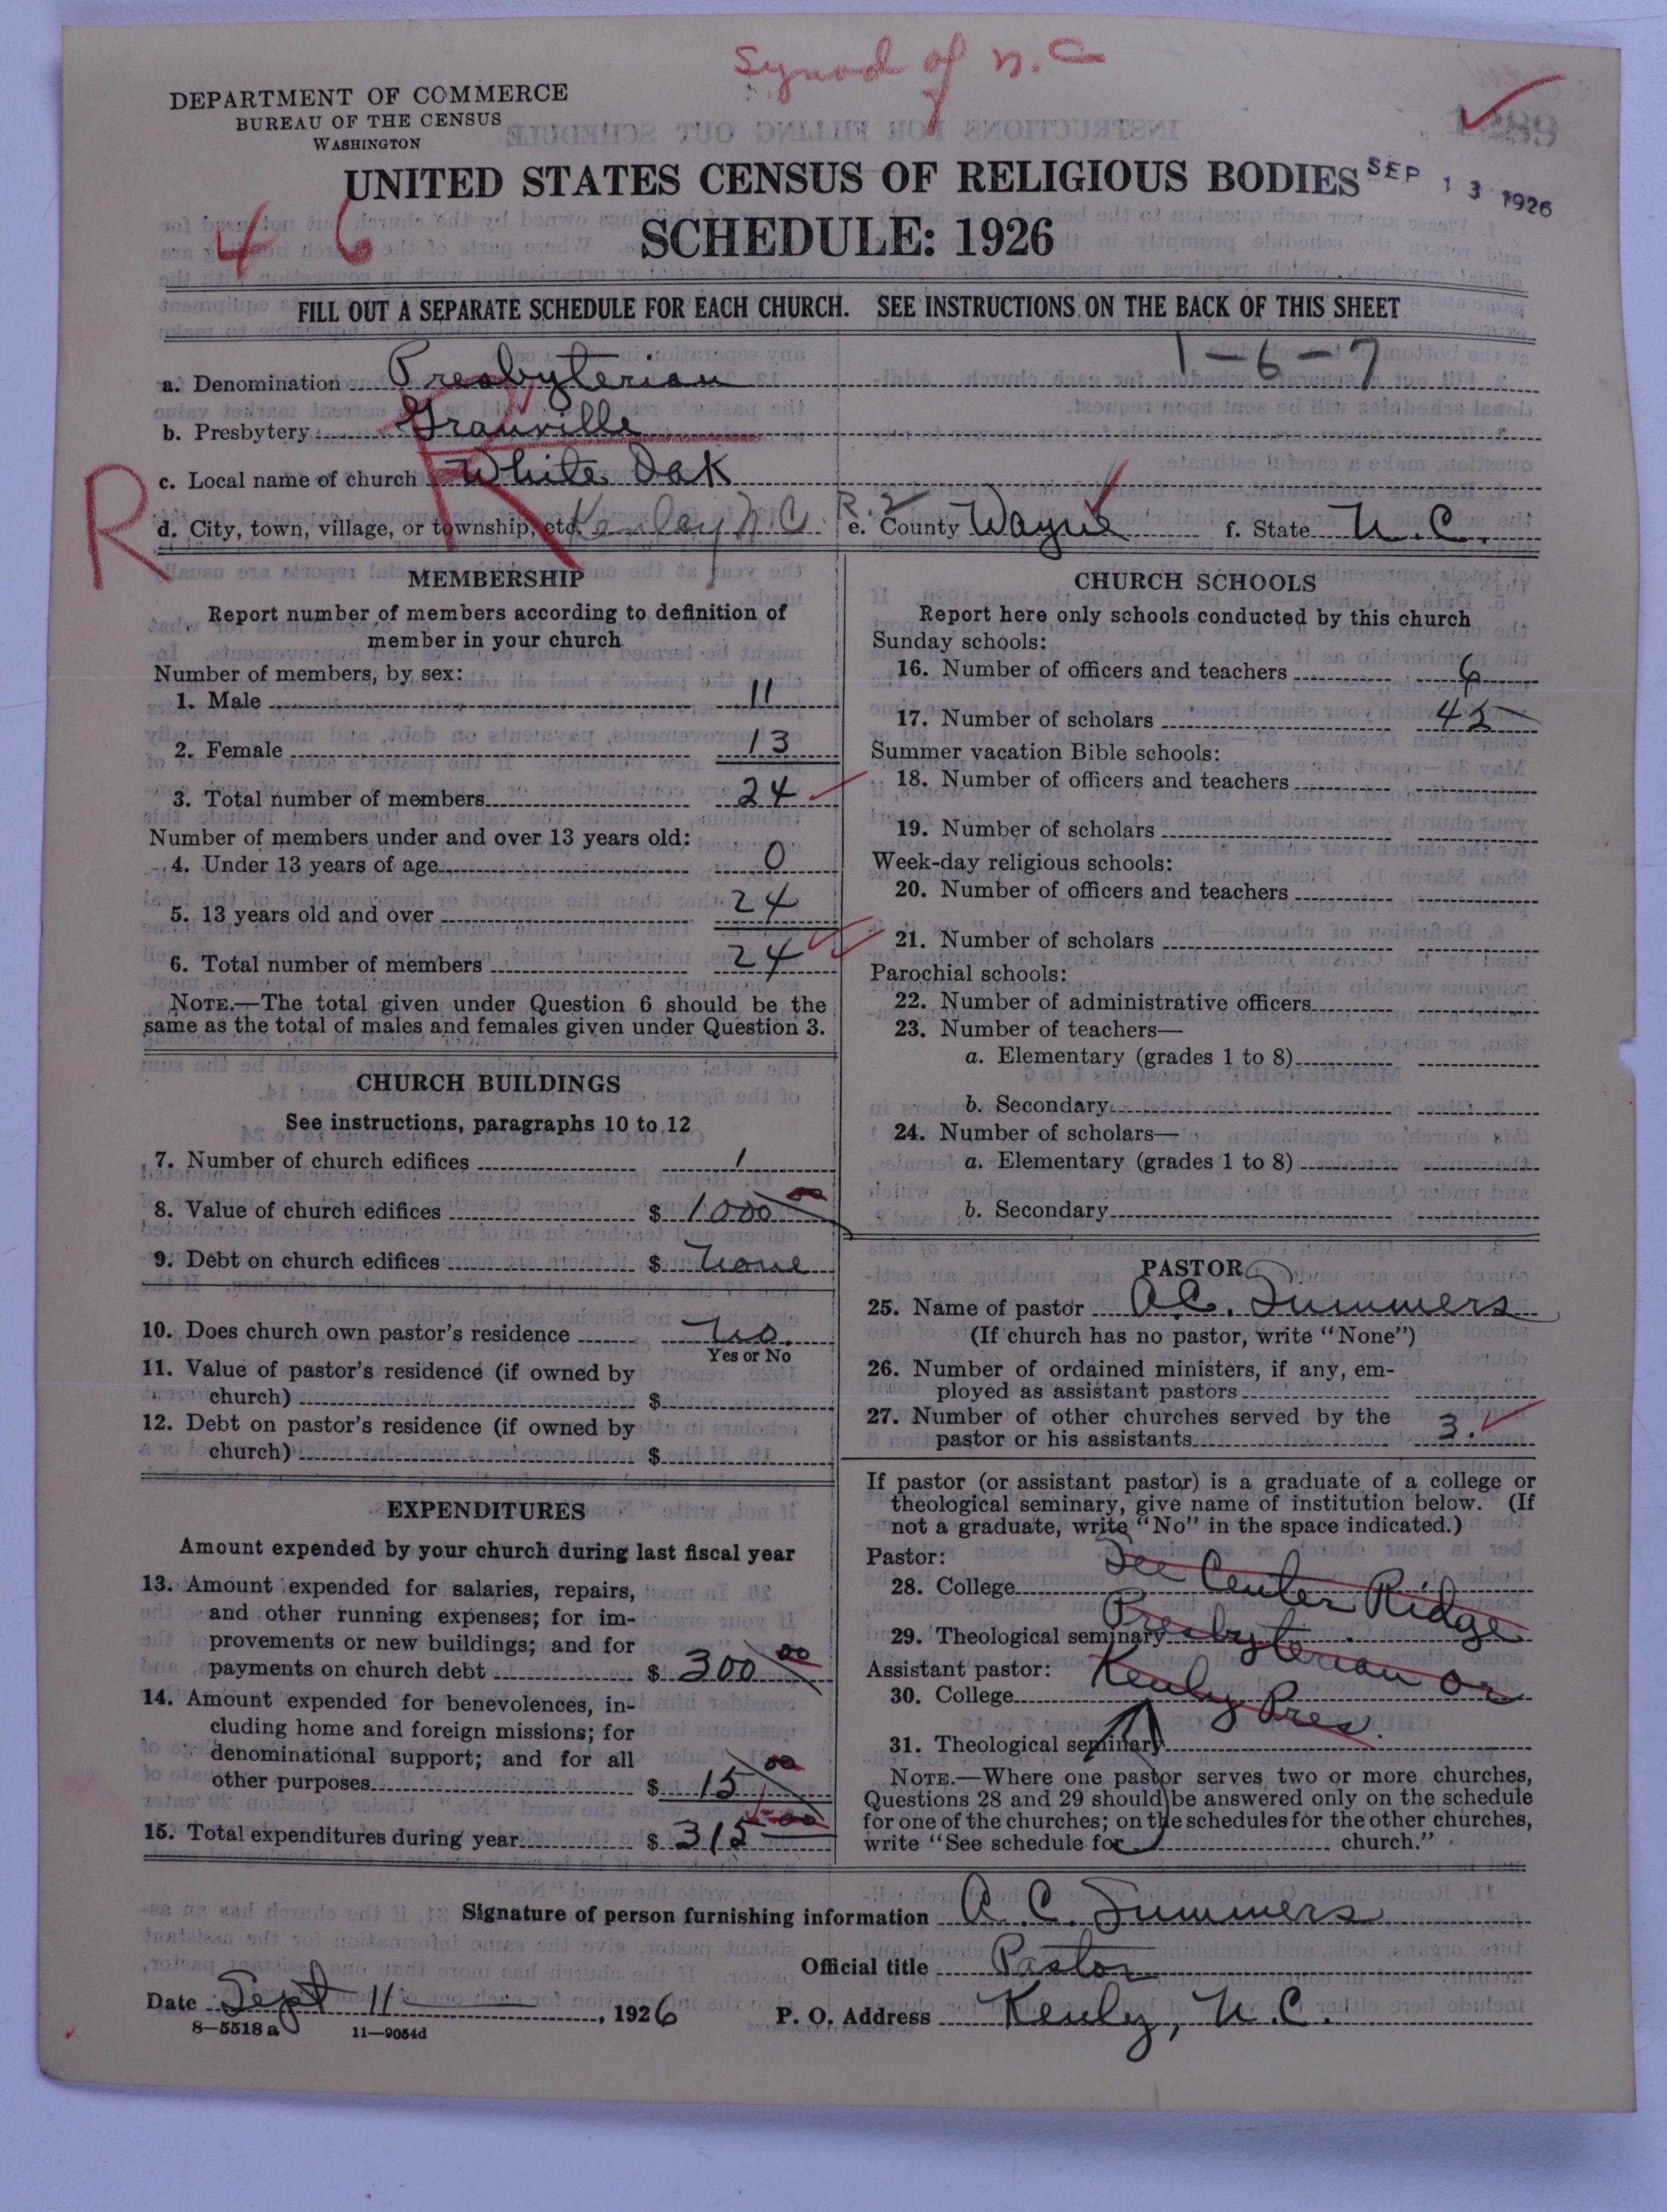 Synod of N.C
DEPARTMENT OF COMMERCE
BUREAU OF THE CENSUS
WASHINGTON
UNITED STATES CENSUS OF RELIGIOUS BODIES
SEP 13 1926
SCHEDULE: 1926
4 6
FILL OUT A SEPARATE SCHEDULE FOR EACH CHURCH. SEE INSTRUCTIONS ON THE BACK OF THIS SHEET
1-6-7
a. Denomination Presbyterian
b. Presbytery Granville
c. Local name of church White Oak
R
R
d. City, town, village, or township, etc. Kenley N.C. R.2 e. County Wayne f. State N.C.
MEMBERSHIP
Report number of members according to definition of
member in your church
Number of members, by sex:
1. Male 11
2. Female 13
3. Total number of members 24
Number of members under and over 13 years old:
4. Under 13 years of age 0
5. 13 years old and over 24
6. Total number of members 24
NOTE.—The total given under Question 6 should be the
same as the total of males and females given under Question 3.
CHURCH BUILDINGS
See instructions, paragraphs 10 to 12
7. Number of church edifices 1
8. Value of church edifices $ 1000 00
9. Debt on church edifices $ None
10. Does church own pastor's residence No.
Yes or No
11. Value of pastor's residence (if owned by
church) $
12. Debt on pastor's residence (if owned by
church) $
EXPENDITURES
Amount expended by your church during last fiscal year
13. Amount expended for salaries, repairs,
and other running expenses; for im-
provements or new buildings; and for
payments on church debt $ 300 00
14. Amount expended for benevolences, in-
cluding home and foreign missions; for
denominational support; and for all
other purposes $ 15 00
15. Total expenditures during year $ 315 00
CHURCH SCHOOLS
Report here only schools conducted by this church
Sunday schools:
16. Number of officers and teachers 6
17. Number of scholars 45
Summer vacation Bible schools:
18. Number of officers and teachers
19. Number of scholars
Week-day religious schools:
20. Number of officers and teachers
21. Number of scholars
Parochial schools:
22. Number of administrative officers
23. Number of teachers—
a. Elementary (grades 1 to 8)
b. Secondary
24. Number of scholars—
a. Elementary (grades 1 to 8)
b. Secondary
PASTOR
25. Name of pastor A.C. Summers
(If church has no pastor, write "None")
26. Number of ordained ministers, if any, em-
ployed as assistant pastors
27. Number of other churches served by the
pastor or his assistants 3.
If pastor (or assistant pastor) is a graduate of a college or
theological seminary, give name of institution below. (If
not a graduate, write "No" in the space indicated.)
Pastor:
28. College See Center Ridge
29. Theological seminary Presbyterian or
Assistant pastor:
30. College Kenly Pres.
31. Theological seminary
NOTE.—Where one pastor serves two or more churches,
Questions 28 and 29 should be answered only on the schedule
for one of the churches; on the schedules for the other churches,
write "See schedule for church."
Signature of person furnishing information A. C. Summers
Official title Pastor
Date Sept 11, 1926 P. O. Address Kenly, N.C.
8—5518 a 11—9054d